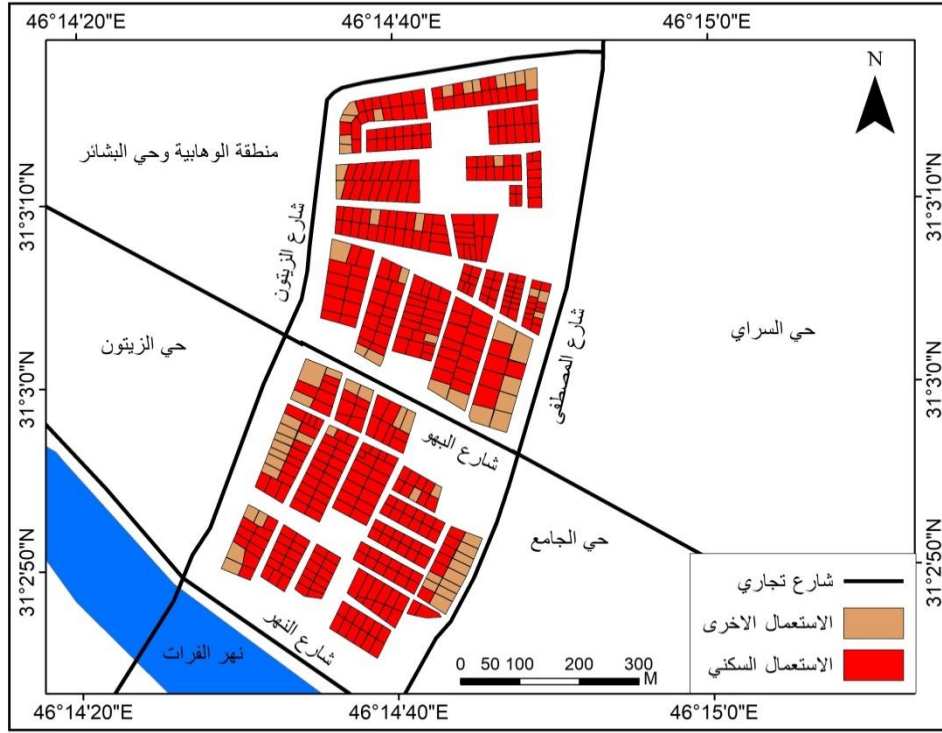 46°14'20"E
46°14'40"E
46°15'0"E
N
منطقة الوهابية وحي البشائر
31°3'10"N
31°3'10"N
شارع الزيتون
حي السراي
حي الزيتون
شارع المصطفى
31°3'0"N
31°3'0"N
شارع البهو
حي الجامع
31°2'50"N
31°2'50"N
شارع تجاري
الاستعمال الاخرى
الاستعمال السكني
شارع النهر
نهر الفرات
0 50 100 200 300
M
46°14'20"E
46°14'40"E
46°15'0"E